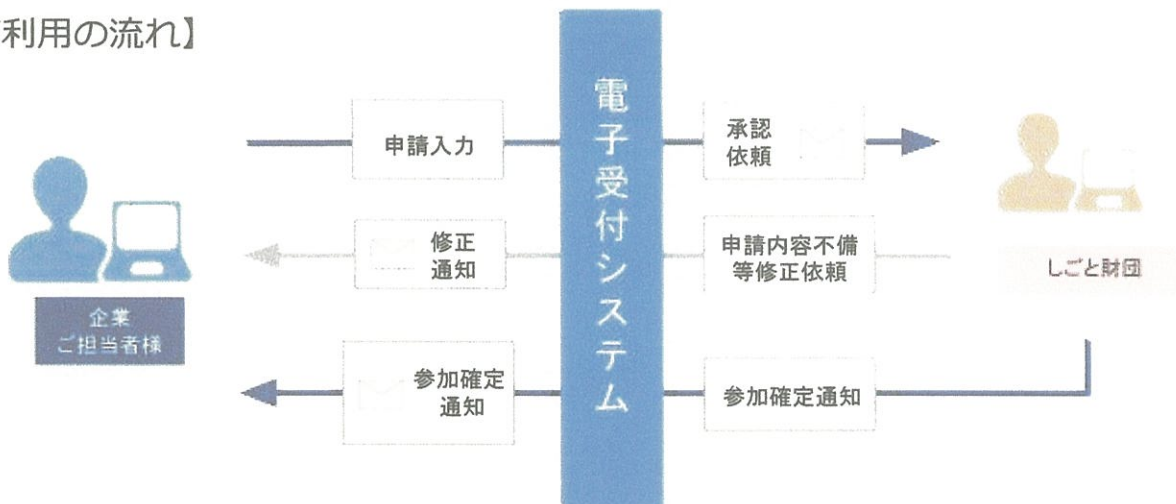 利用の流れ】
申請入力
電子受付システム
承認
依頼
修正
通知
申請内容不備
等修正依頼
しごと財団
企業
ご担当者様
参加確定
通知
参加確定通知